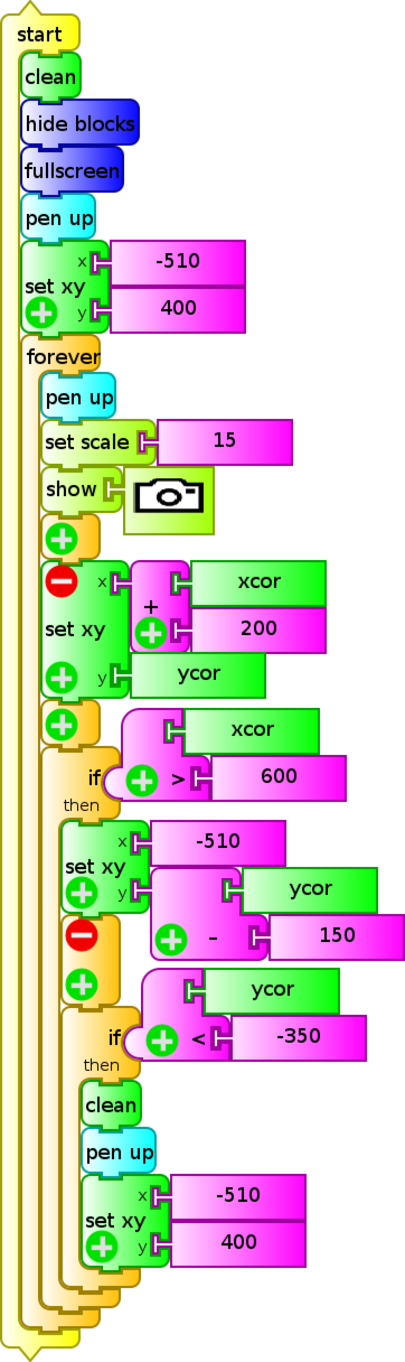 start
clean
hide blocks
fullscreen
pen up
x -510
set xy
y 400
forever
pen up
set scale 15
show
x xcor
+
set xy 200
y ycor
xcor
if > 600
then
x -510
set xy
y ycor
- 150
ycor
if < -350
then
clean
pen up
x -510
set xy
y 400